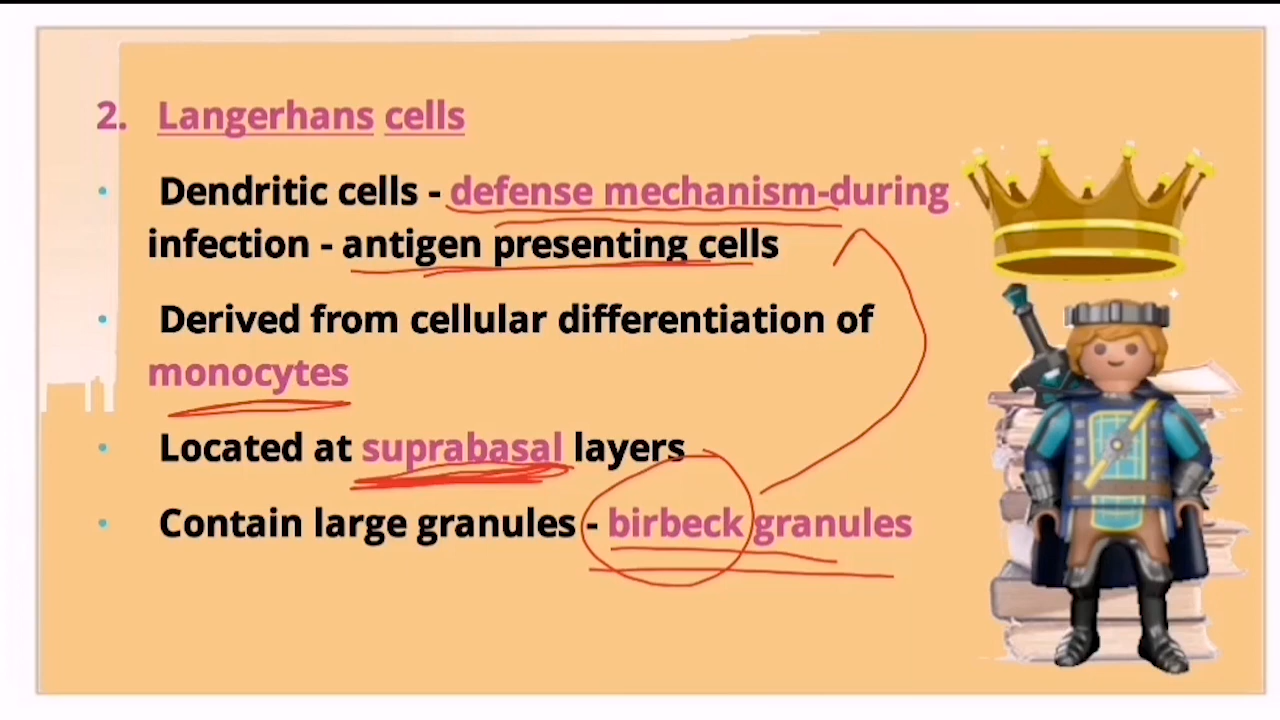 2. Langerhans cells
• Dendritic cells - defense mechanism-during
infection - antigen presenting cells
• Derived from cellular differentiation of
monocytes
• Located at suprabasal layers
• Contain large granules - birbeck granules